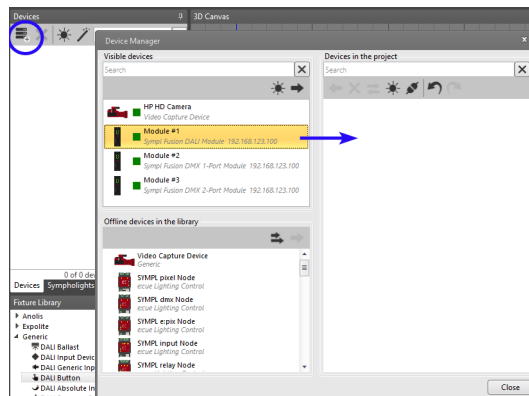 Devices
3D Canvas
Device Manager
x
Visible devices
Search
HP HD Camera
Video Capture Device
Module #1
Sympl Fusion DALI Module 192.168.123.100
Module #2
Sympl Fusion DMX 1-Port Module 192.168.123.100
Module #3
Sympl Fusion DMX 2-Port Module 192.168.123.100
Devices in the project
Search
Offline devices in the library
Video Capture Device
Generic
SYMPL pixel Node
ecue Lighting Control
SYMPL dmx Node
ecue Lighting Control
SYMPL e:pix Node
ecue Lighting Control
SYMPL input Node
ecue Lighting Control
SYMPL relay Node
ecue Lighting Control
0 of 0 dev
Devices Sympholights
Fixture Library
Anolis
Expolite
Generic
DALI Ballast
DALI Input Devic
DALI Generic Inp
DALI Button
DALI Absolute In
Close